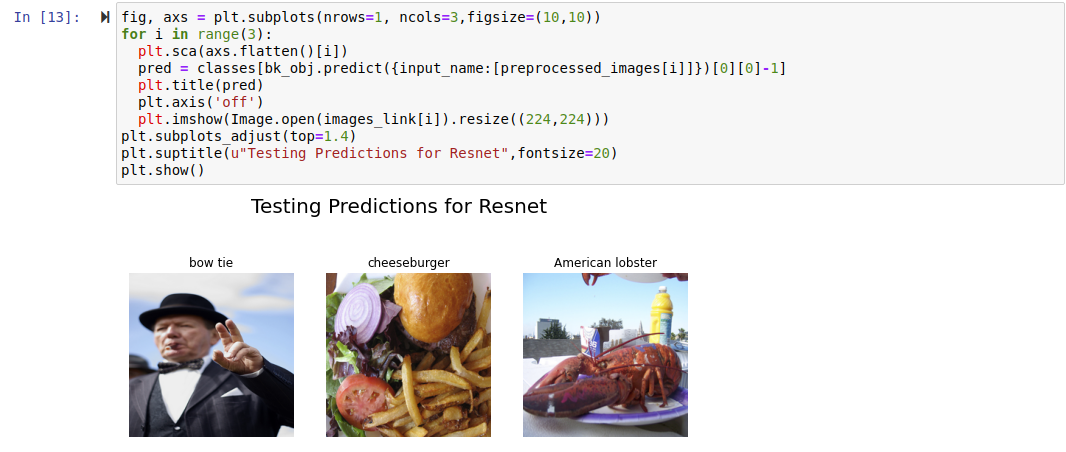 In [13]:
fig, axs = plt.subplots(nrows=1, ncols=3,figsize=(10,10))
for i in range(3):
  plt.sca(axs.flatten()[i])
  pred = classes[bk_obj.predict({input_name:[preprocessed_images[i]]})[0][0]-1]
  plt.title(pred)
  plt.axis('off')
  plt.imshow(Image.open(images_link[i]).resize((224,224)))
plt.subplots_adjust(top=1.4)
plt.suptitle(u"Testing Predictions for Resnet",fontsize=20)
plt.show()
Testing Predictions for Resnet
bow tie
cheeseburger
American lobster